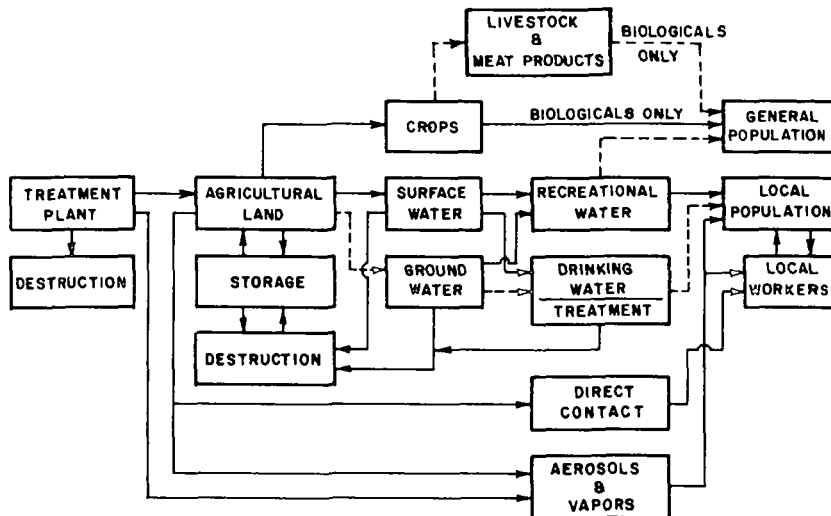 LIVESTOCK
&
MEAT PRODUCTS
BIOLOGICALS
ONLY
CROPS
BIOLOGICALS ONLY
GENERAL
POPULATION
TREATMENT
PLANT
AGRICULTURAL
LAND
SURFACE
WATER
RECREATIONAL
WATER
LOCAL
POPULATION
DESTRUCTION
STORAGE
GROUND
WATER
DRINKING
WATER
TREATMENT
LOCAL
WORKERS
DESTRUCTION
DIRECT
CONTACT
AEROSOLS
&
VAPORS